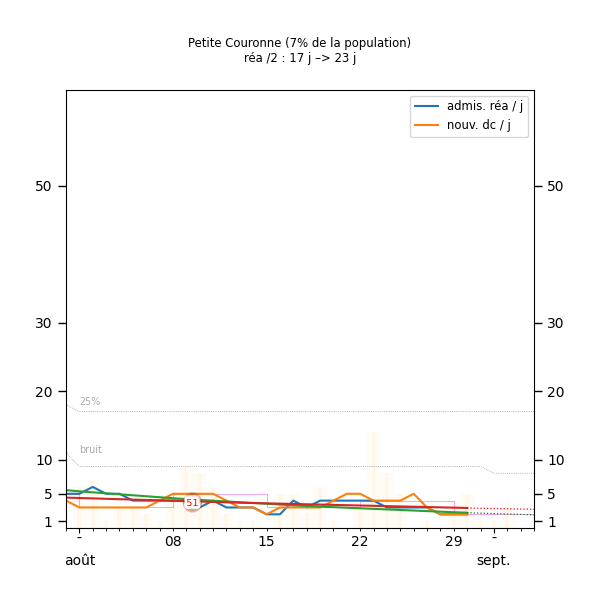 Petite Couronne (7% de la population)
réa /2 : 17 j −> 23 j
admis. réa / j
nouv. dc / j
50 50
30 30
20 20
25%
bruit
10 10
5 5
51
1 1
- 08 15 22 29 -
août sept.